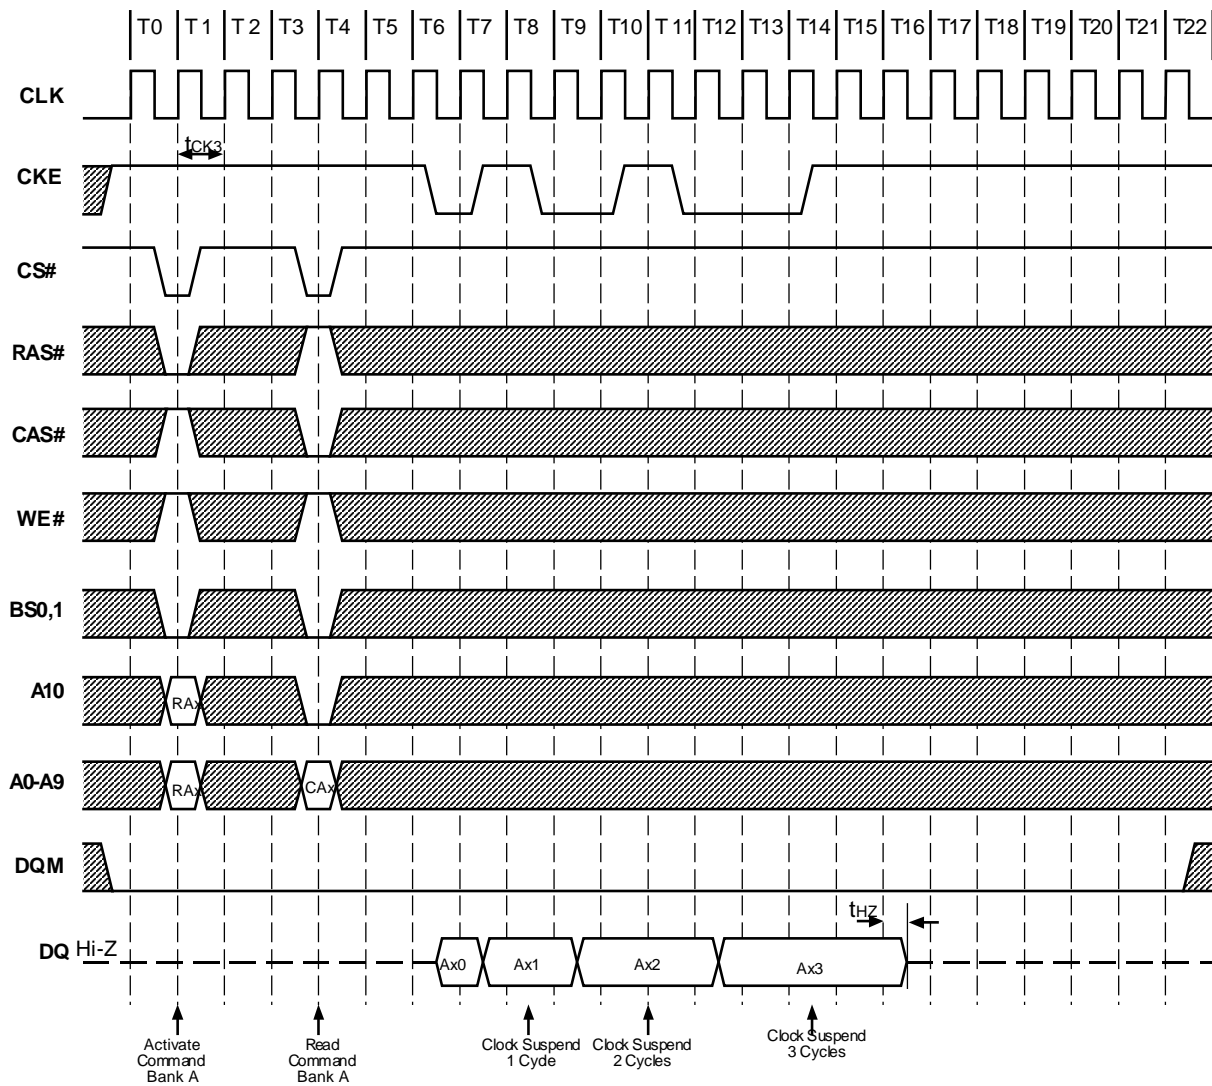 T0 T1 T2 T3 T4 T5 T6 T7 T8 T9 T10 T11 T12 T13 T14 T15 T16 T17 T18 T19 T20 T21 T22
CLK
tCK3
CKE
CS#
RAS#
CAS#
WE#
BS0,1
A10
RAx
A0-A9
RAx
CAx
DQM
tHZ
DQ Hi-Z
Ax0
Ax1
Ax2
Ax3
Activate
Command
Bank A
Read
Command
Bank A
Clock Suspend
1 Cycle
Clock Suspend
2 Cycles
Clock Suspend
3 Cycles